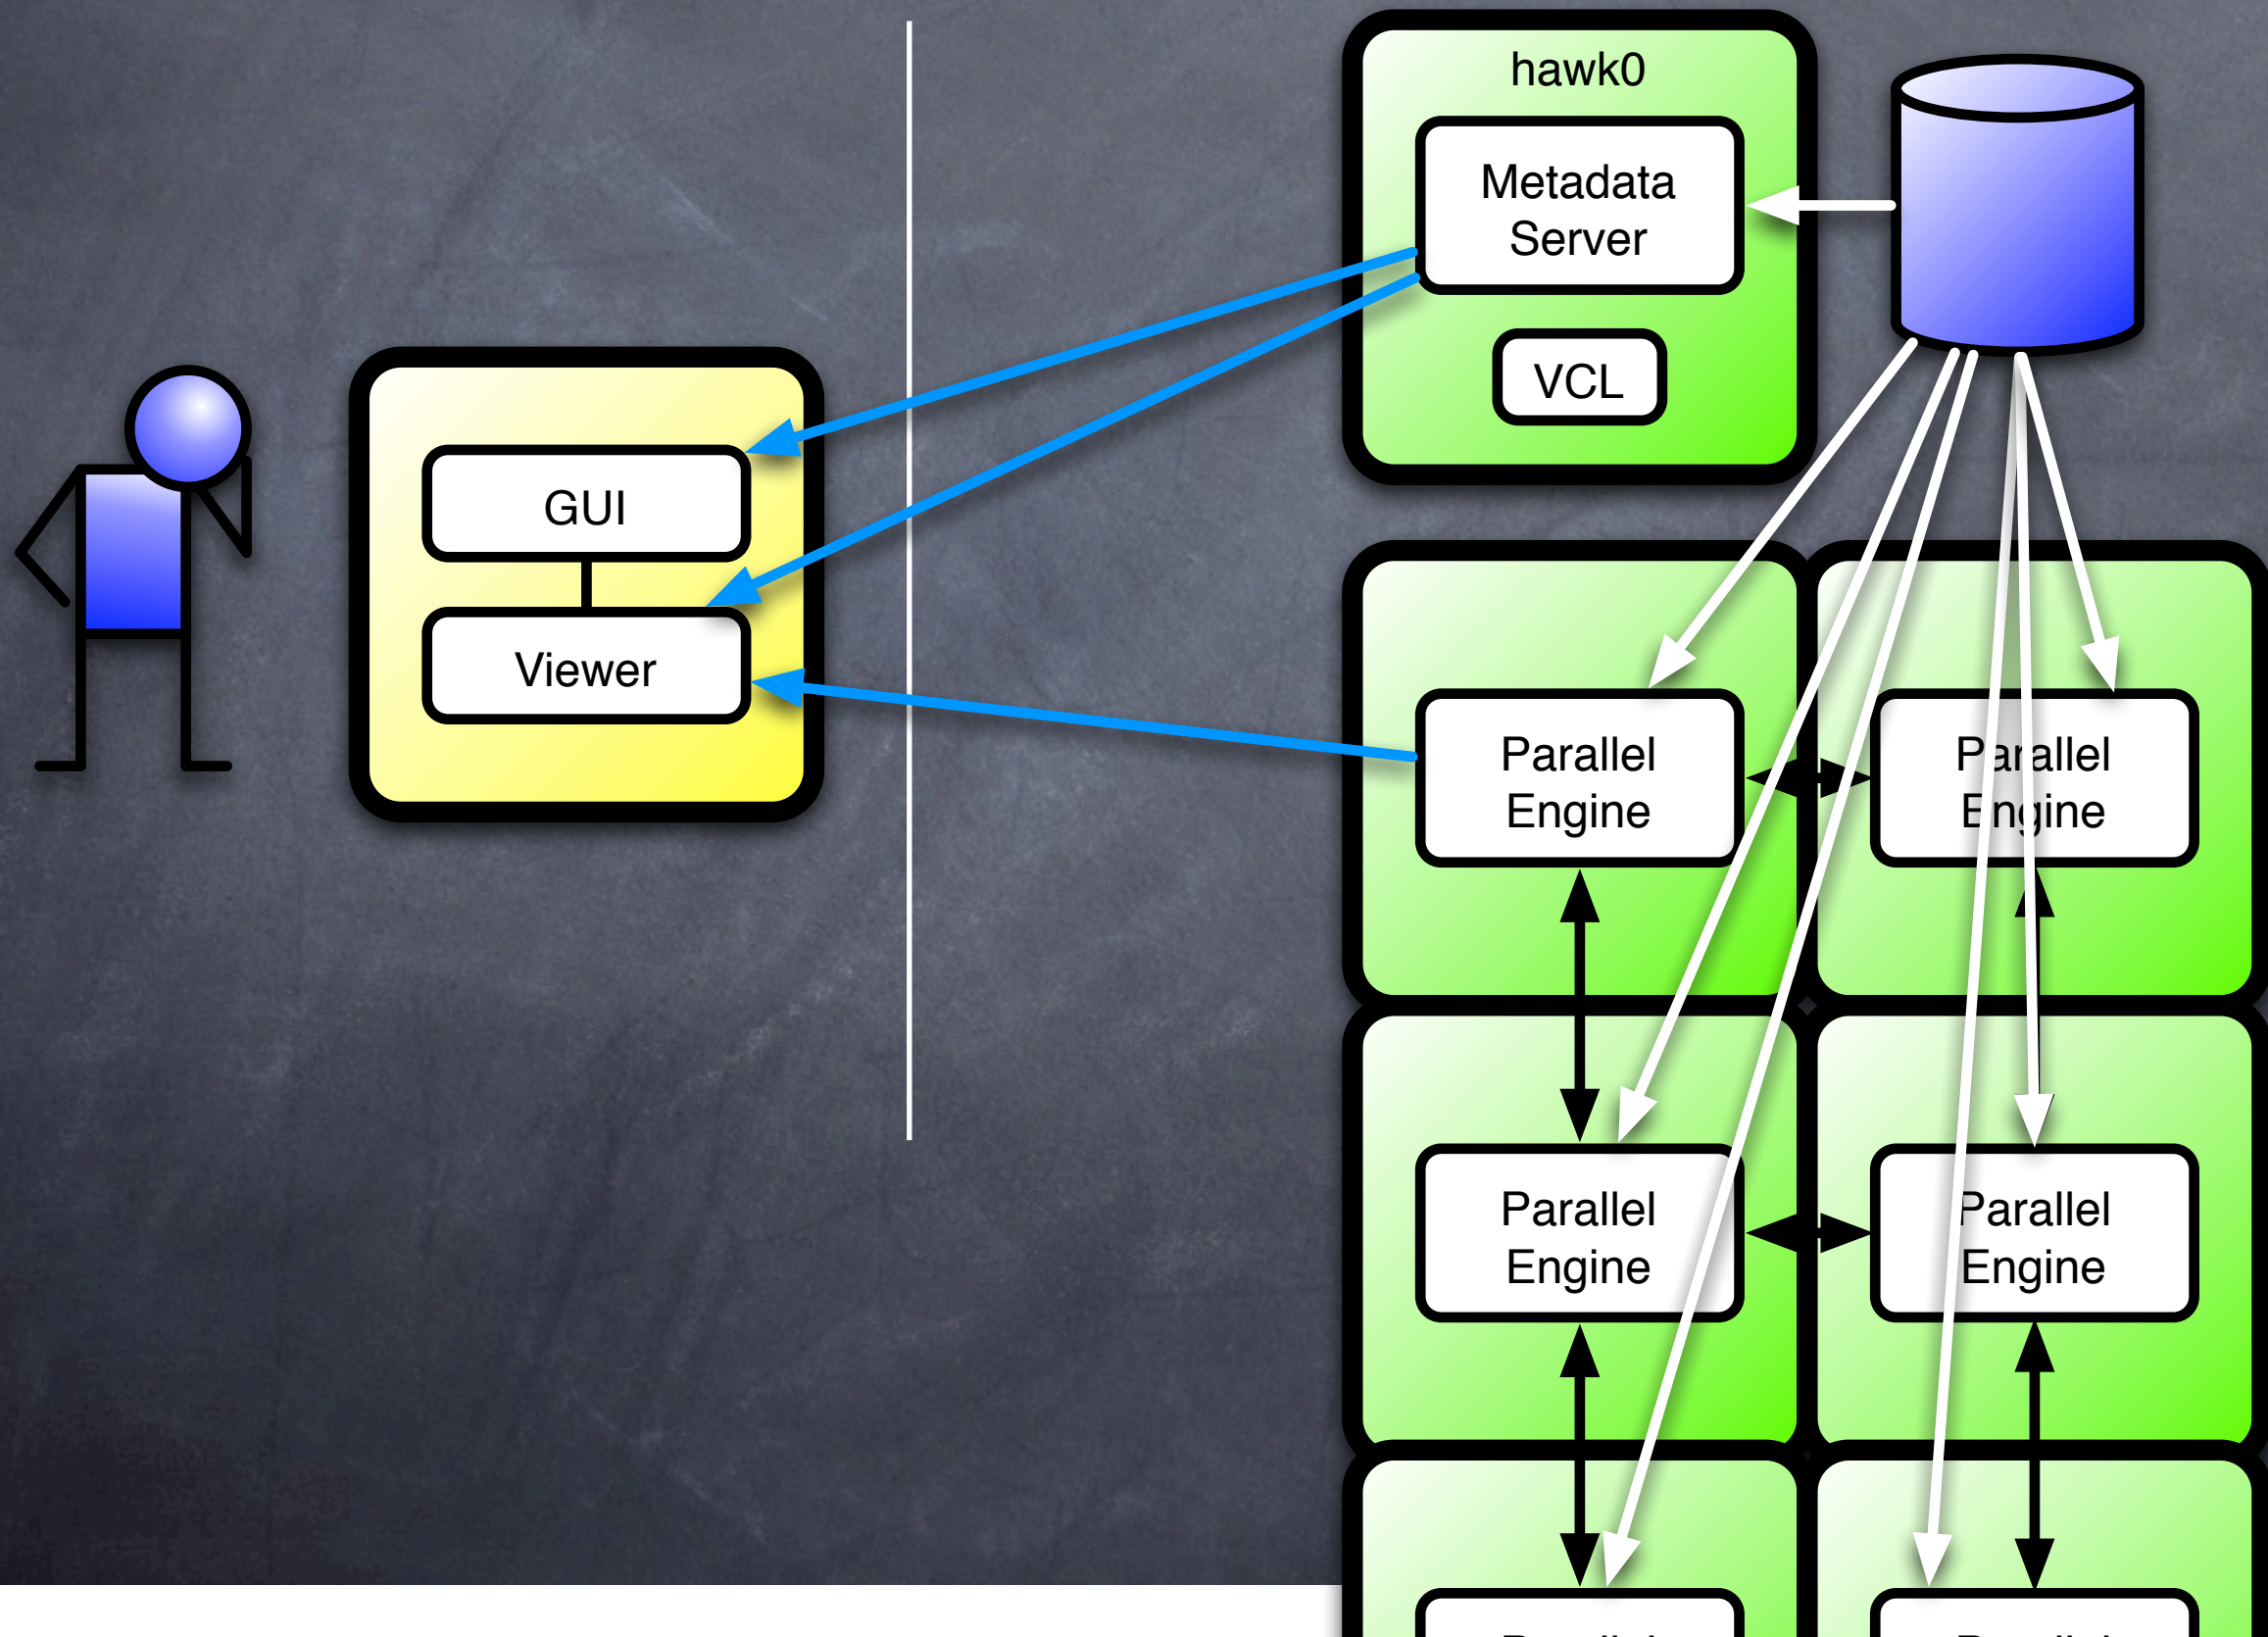 hawk0
Metadata
Server
VCL
GUI
Viewer
Parallel
Engine
Parallel
Engine
Parallel
Engine
Parallel
Engine